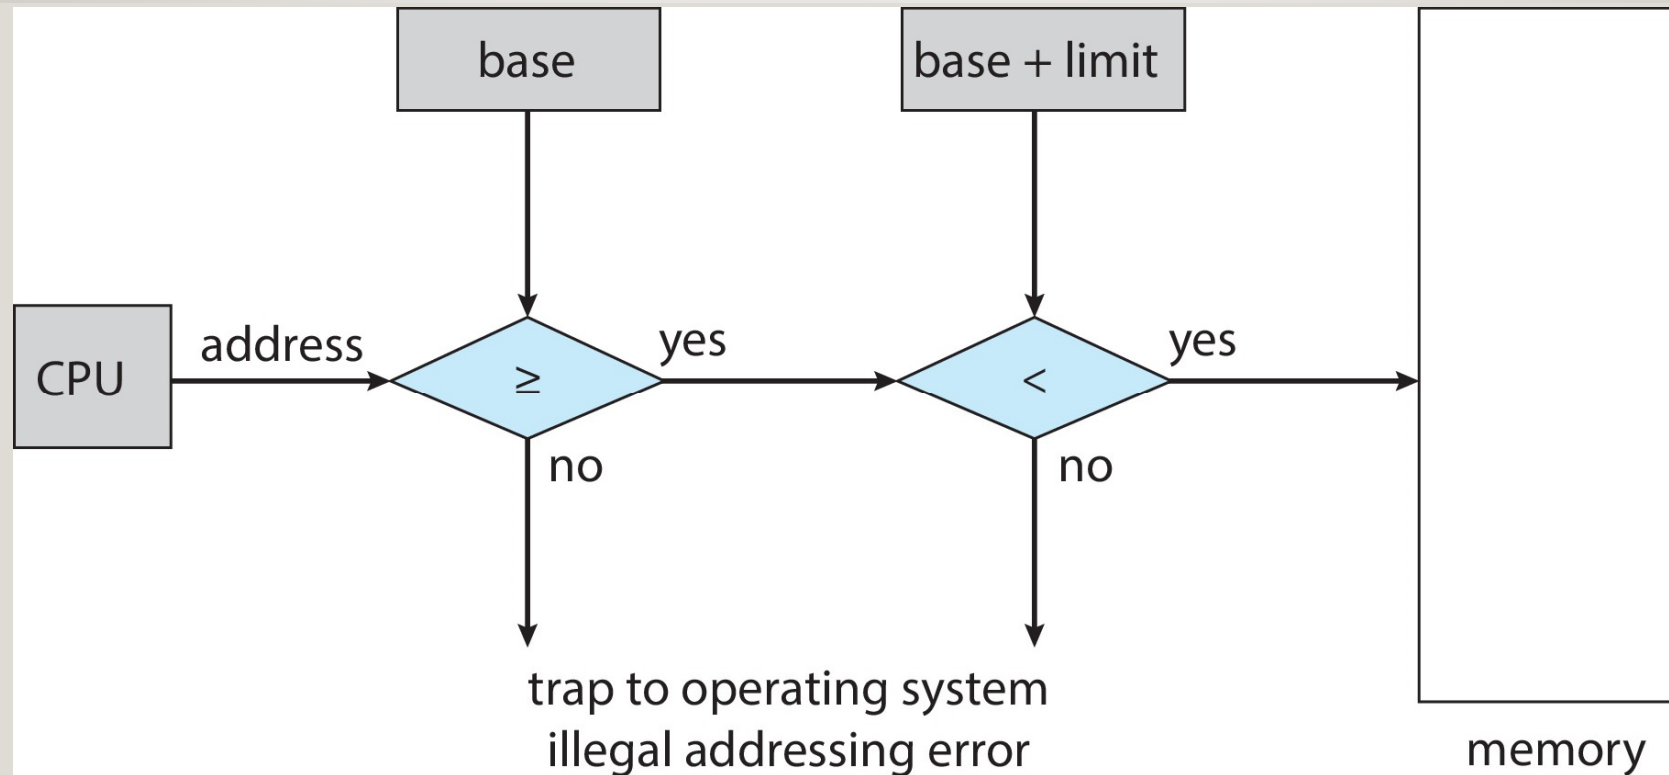 base
base + limit
CPU
address
≥
yes
<
yes
no
no
trap to operating system
illegal addressing error
memory